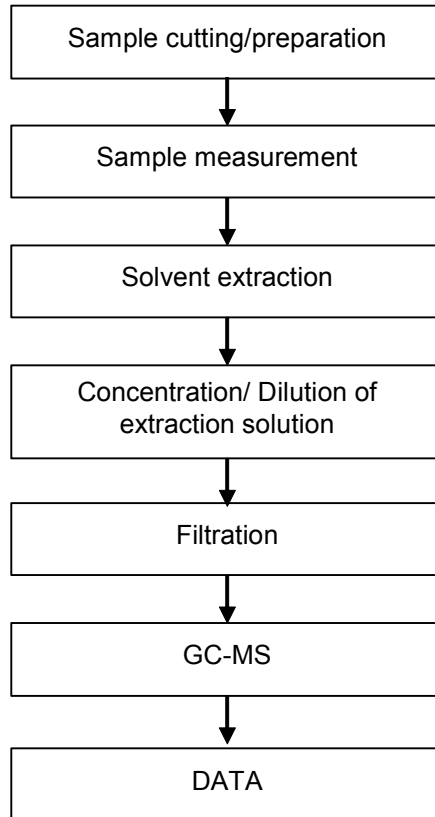 Sample cutting/preparation
Sample measurement
Solvent extraction
Concentration/ Dilution of
extraction solution
Filtration
GC-MS
DATA